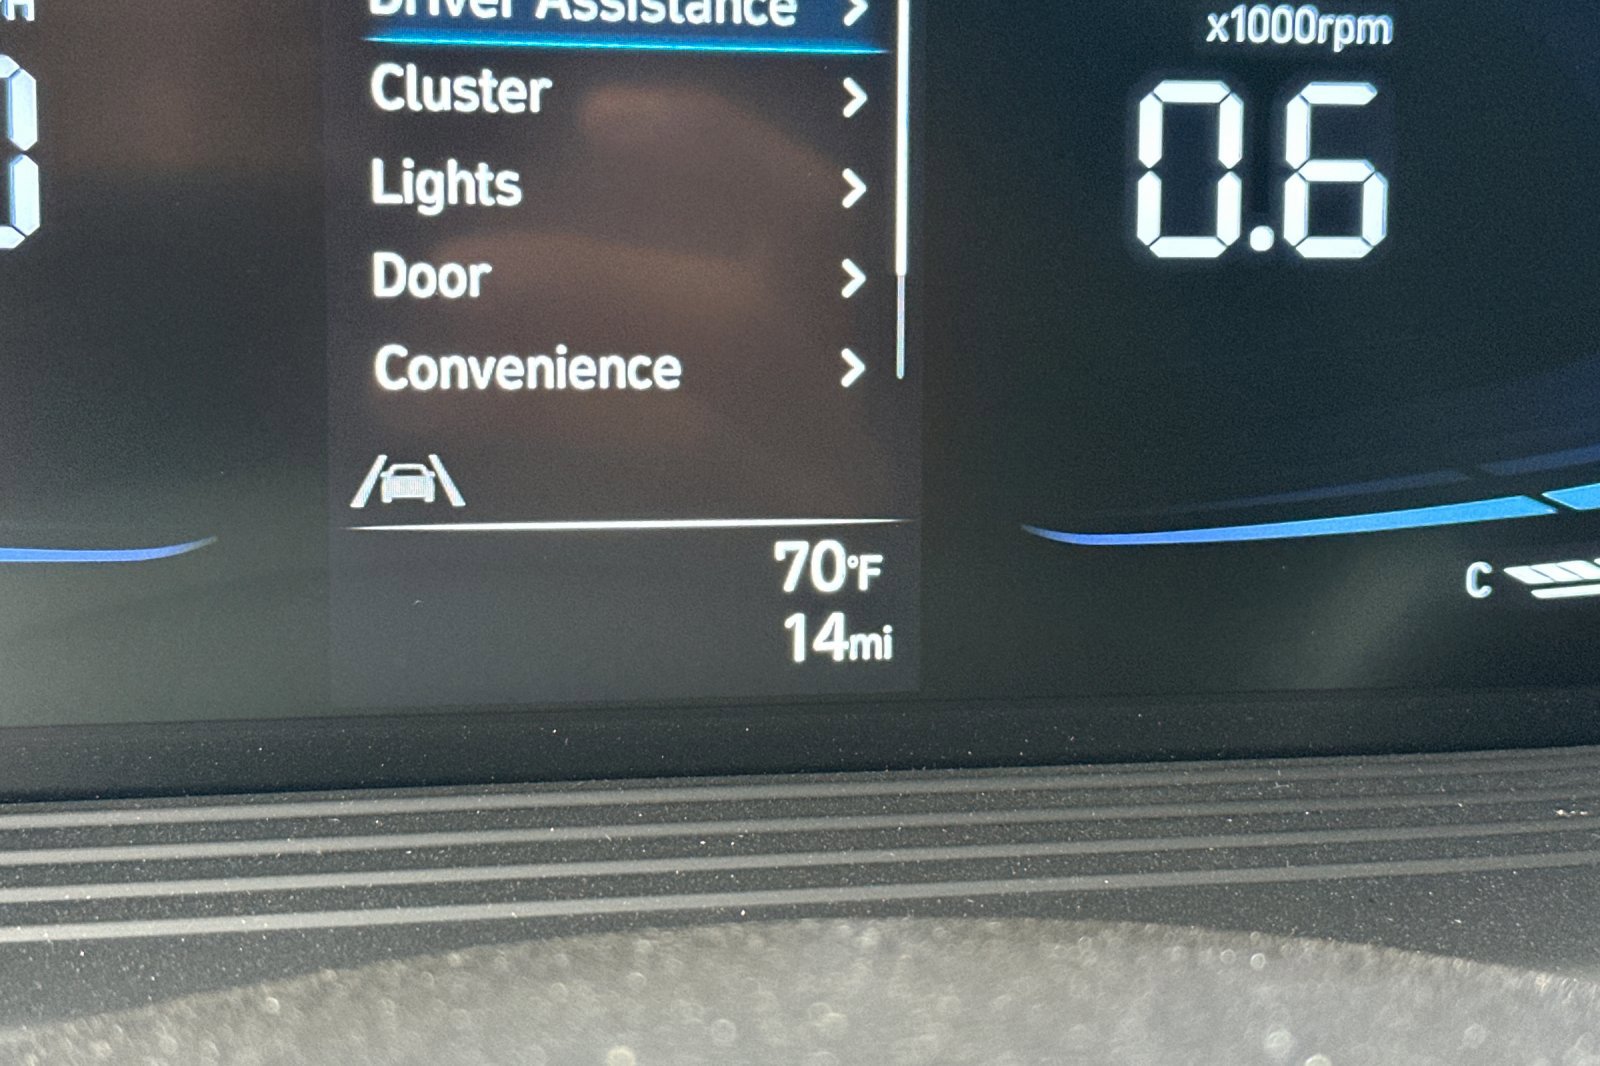 Driver Assistance
x1000rpm
Cluster
0.6
Lights
Door
Convenience
70°F
C
14mi